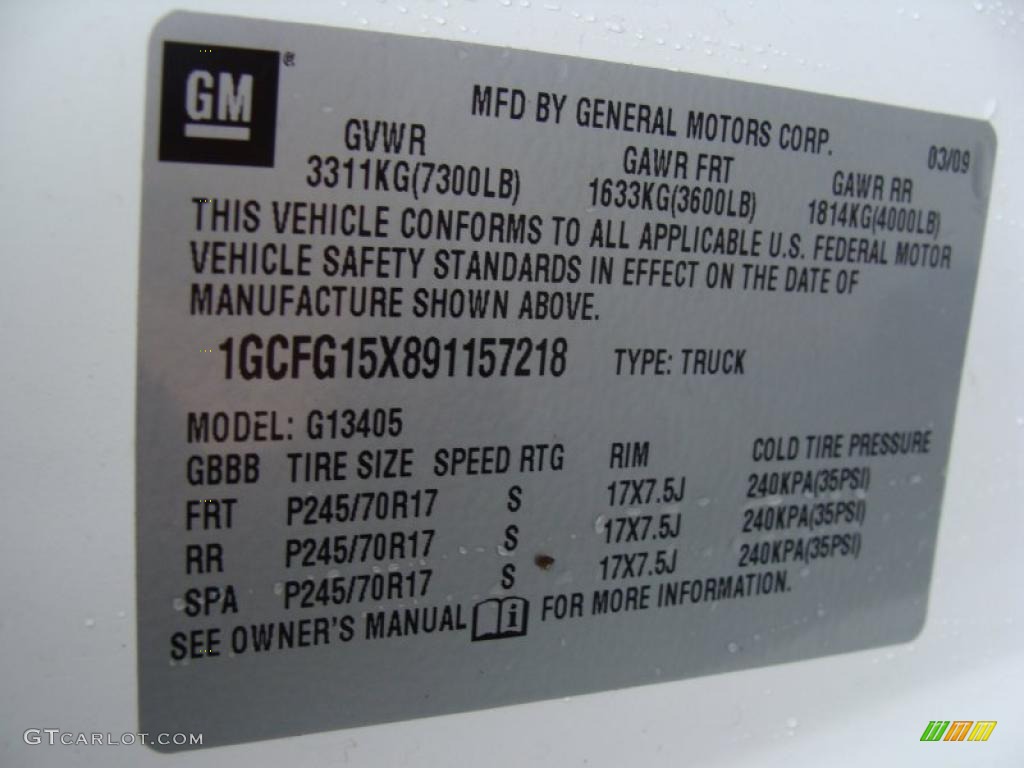 GM®
MFD BY GENERAL MOTORS CORP.
03/09
GVWR GAWR FRT GAWR RR
3311KG(7300LB) 1633KG(3600LB) 1814KG(4000LB)
THIS VEHICLE CONFORMS TO ALL APPLICABLE U.S. FEDERAL MOTOR
VEHICLE SAFETY STANDARDS IN EFFECT ON THE DATE OF
MANUFACTURE SHOWN ABOVE.
1GCFG15X891157218 TYPE: TRUCK
MODEL: G13405
GBBB TIRE SIZE SPEED RTG RIM COLD TIRE PRESSURE
FRT P245/70R17 S 17X7.5J 240KPA(35PSI)
RR P245/70R17 S 17X7.5J 240KPA(35PSI)
SPA P245/70R17 S 17X7.5J 240KPA(35PSI)
SEE OWNER'S MANUAL i FOR MORE INFORMATION.
GTCARLOT.COM